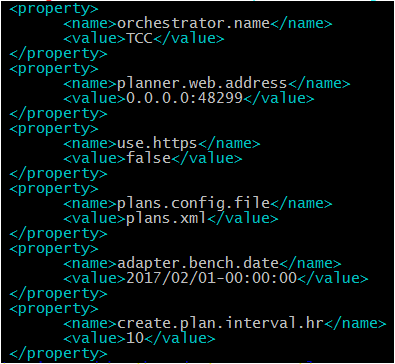 <property>
<name>orchestrator.name</name>
<value>TCC</value>
</property>
<property>
<name>planner.web.address</name>
<value>0.0.0.0:48299</value>
</property>
<property>
<name>use.https</name>
<value>false</value>
</property>
<property>
<name>plans.config.file</name>
<value>plans.xml</value>
</property>
<property>
<name>adapter.bench.date</name>
<value>2017/02/01-00:00:00</value>
</property>
<property>
<name>create.plan.interval.hr</name>
<value>10</value>
</property>